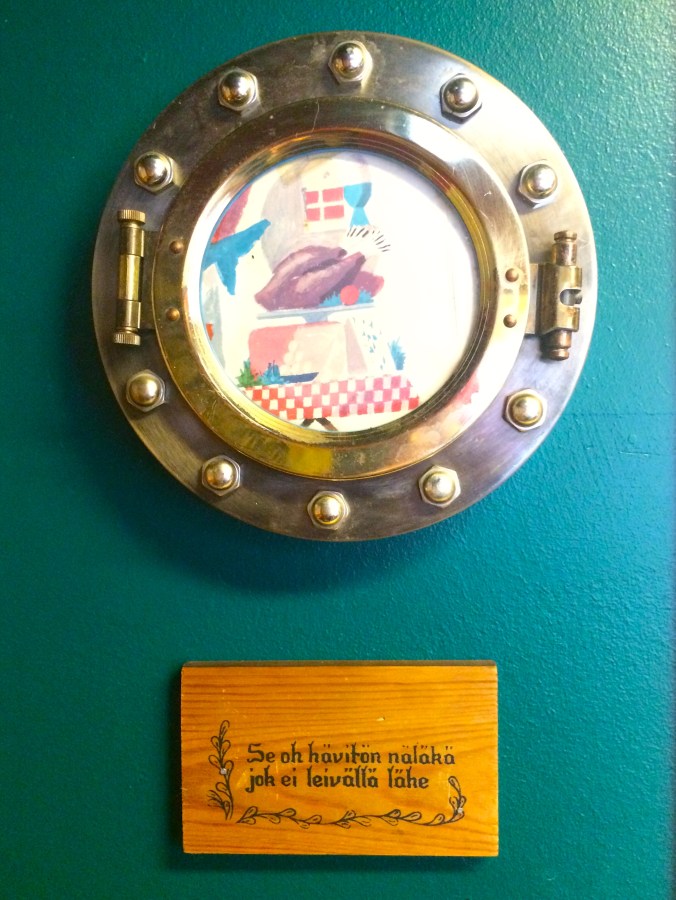 Se oh hävitön näläkä
jok ei leivällä lähe